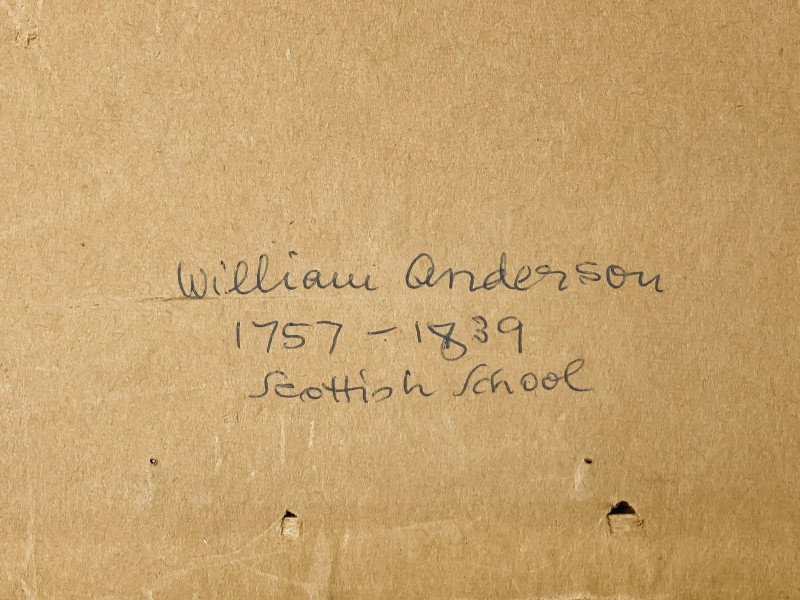 William Anderson
1757 - 1839
Scottish School